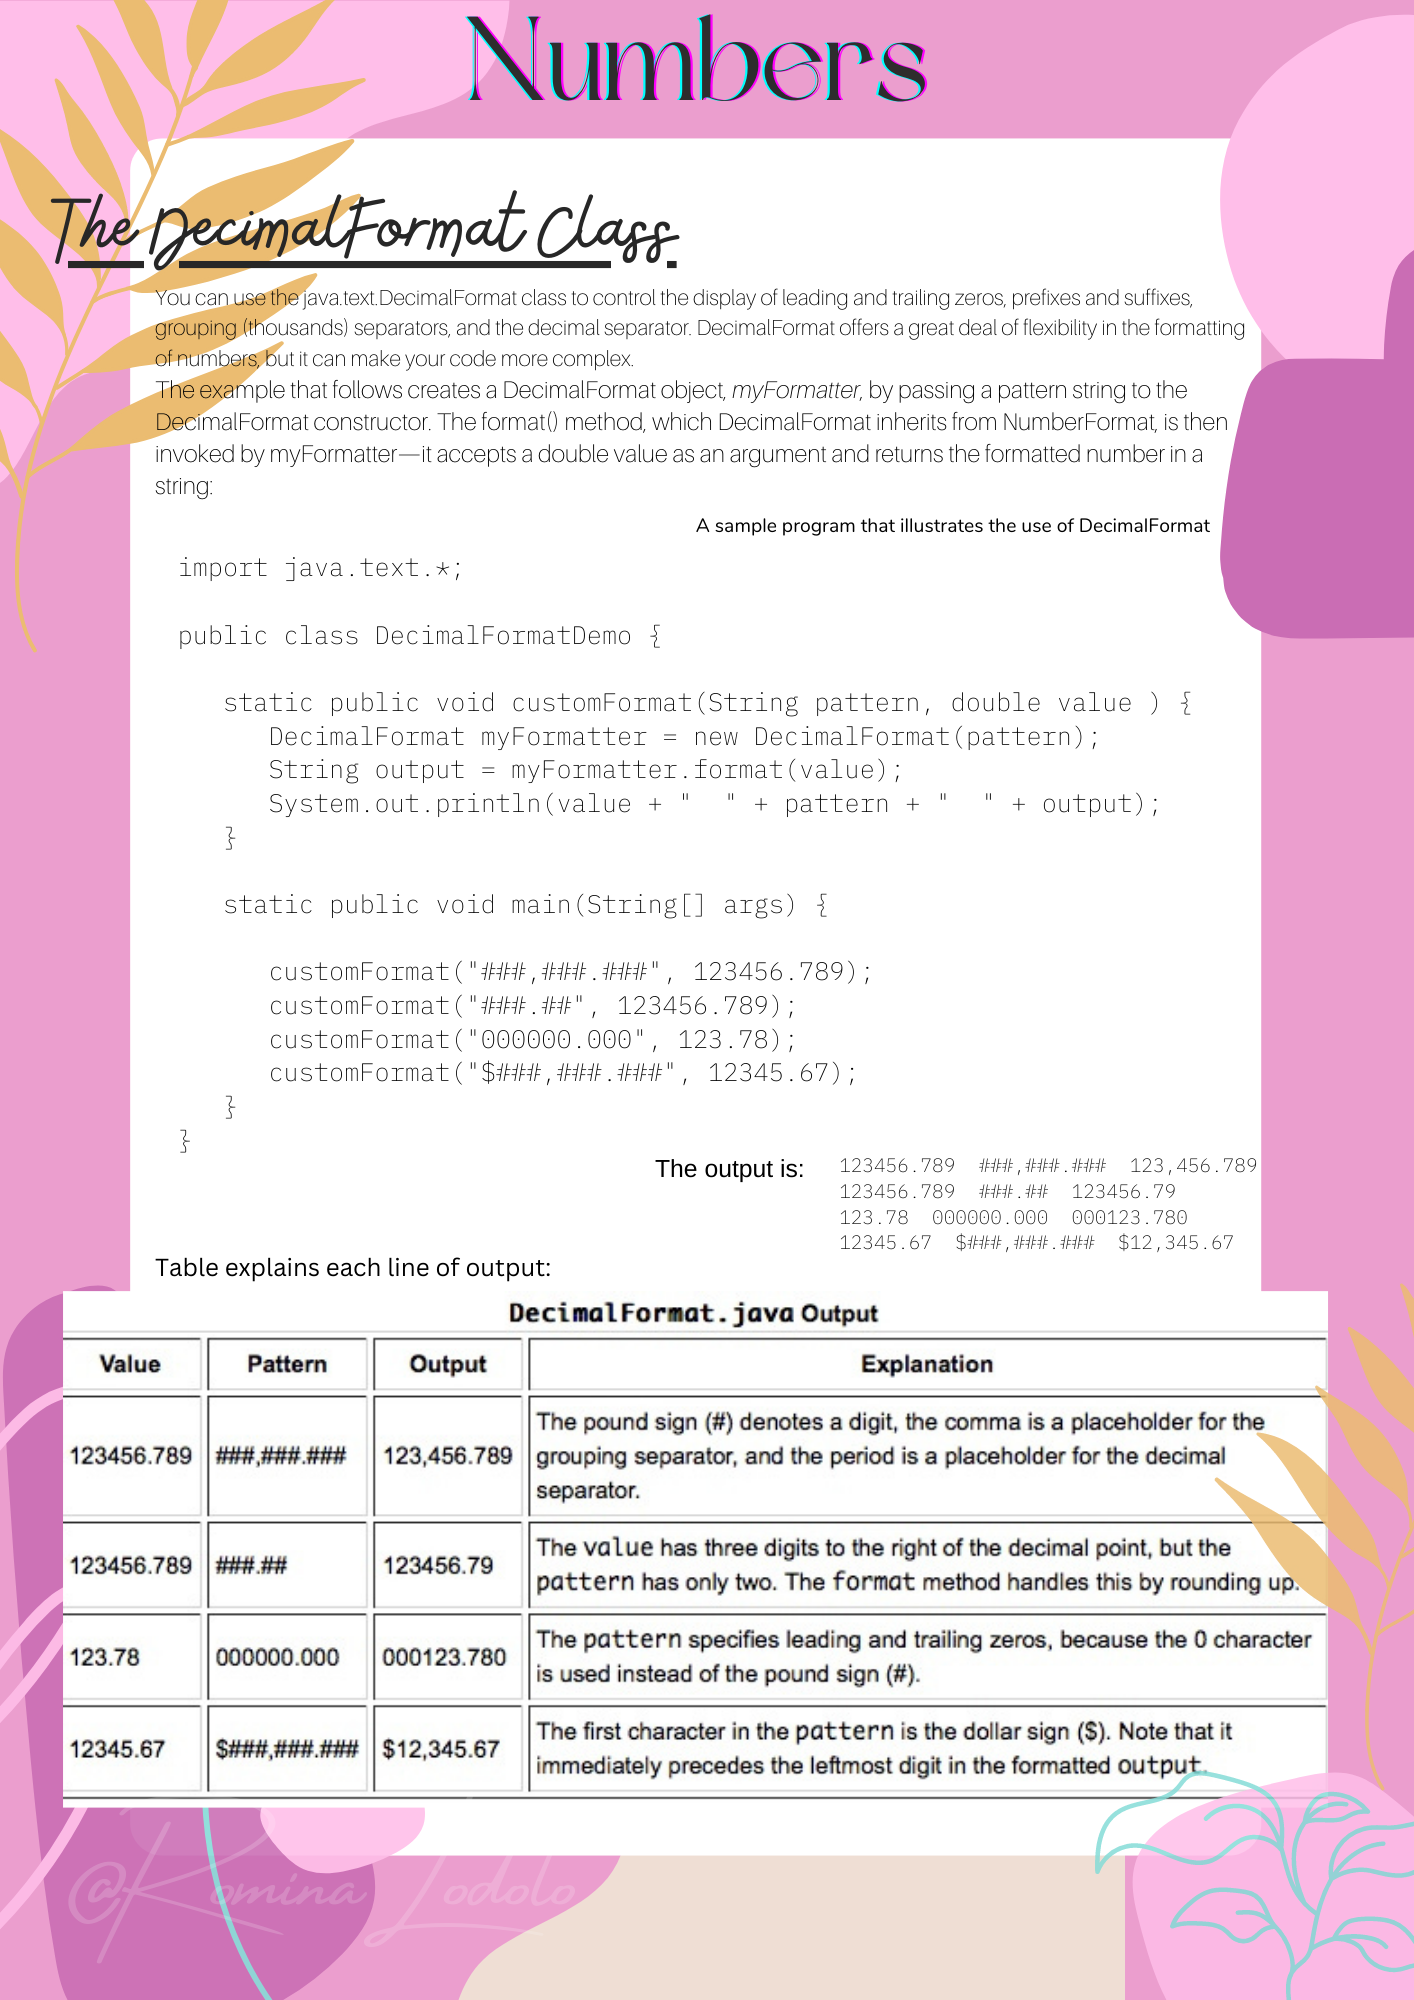 Numbers
The DecimalFormat Class.
You can use the java.text.DecimalFormat class to control the display of leading and trailing zeros, prefixes and suffixes,
grouping (thousands) separators, and the decimal separator. DecimalFormat offers a great deal of flexibility in the formatting
of numbers, but it can make your code more complex.
The example that follows creates a DecimalFormat object, myFormatter, by passing a pattern string to the
DecimalFormat constructor. The format() method, which DecimalFormat inherits from NumberFormat, is then
invoked by myFormatter—it accepts a double value as an argument and returns the formatted number in a
string:
A sample program that illustrates the use of DecimalFormat
import java.text.*;
public class DecimalFormatDemo {
static public void customFormat(String pattern, double value ) {
DecimalFormat myFormatter = new DecimalFormat(pattern);
String output = myFormatter.format(value);
System.out.println(value + "  " + pattern + "  " + output);
}
static public void main(String[] args) {
customFormat("###,###.###", 123456.789);
customFormat("###.##", 123456.789);
customFormat("000000.000", 123.78);
customFormat("$###,###.###", 12345.67);
}
}
The output is:
123456.789  ###,###.###  123,456.789
123456.789  ###.##  123456.79
123.78  000000.000  000123.780
12345.67  $###,###.###  $12,345.67
Table explains each line of output:
DecimalFormat.java Output
Value Pattern Output Explanation
123456.789 ###,###.### 123,456.789 The pound sign (#) denotes a digit, the comma is a placeholder for the
grouping separator, and the period is a placeholder for the decimal
separator.
123456.789 ###.## 123456.79 The value has three digits to the right of the decimal point, but the
pattern has only two. The format method handles this by rounding up.
123.78 000000.000 000123.780 The pattern specifies leading and trailing zeros, because the 0 character
is used instead of the pound sign (#).
12345.67 $###,###.### $12,345.67 The first character in the pattern is the dollar sign ($). Note that it
immediately precedes the leftmost digit in the formatted output.
@Romina Lodolo